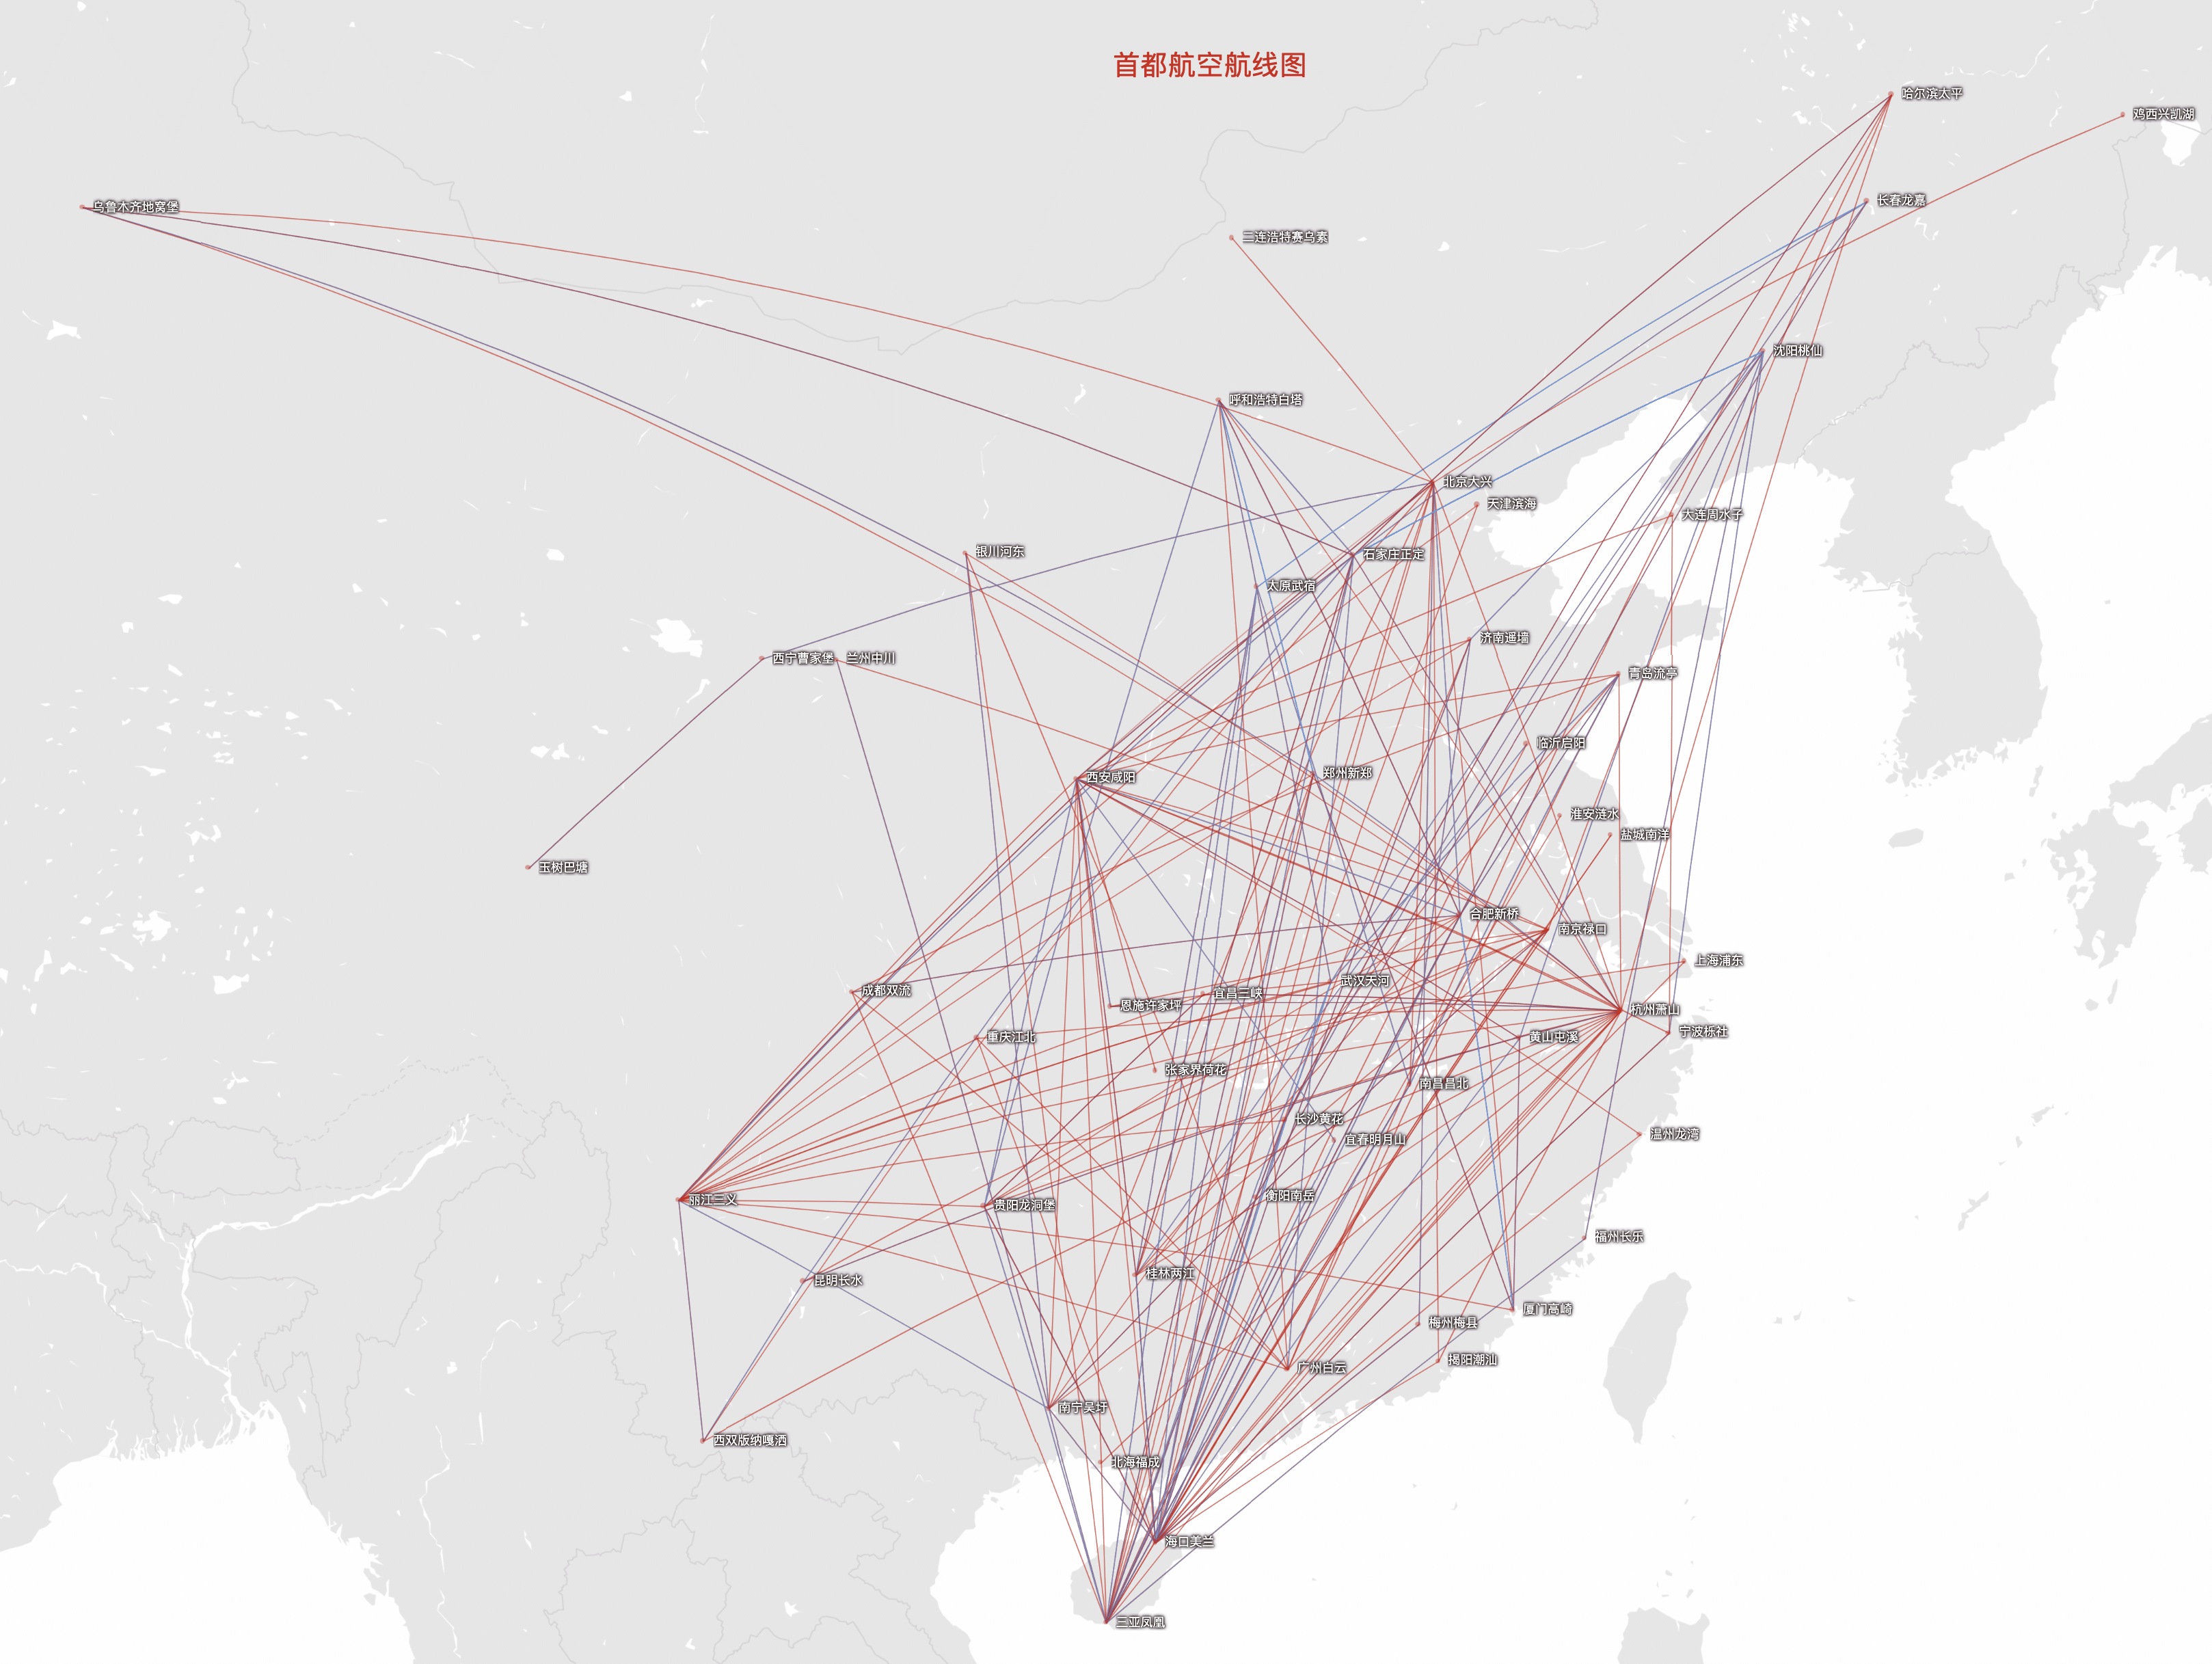 首都航空航线图
哈尔滨太平
鸡西兴凯湖
长春龙嘉
乌鲁木齐地窝堡
二连浩特赛乌素
沈阳桃仙
呼和浩特白塔
北京大兴
天津滨海
大连周水子
银川河东
石家庄正定
太原武宿
济南遥墙
西宁曹家堡
兰州中川
青岛流亭
临沂启阳
西安咸阳
郑州新郑
淮安涟水
盐城南洋
玉树巴塘
合肥新桥
南京禄口
上海浦东
武汉天河
成都双流
宜昌三峡
恩施许家坪
杭州萧山
宁波栎社
重庆江北
黄山屯溪
张家界荷花
南昌昌北
长沙黄花
温州龙湾
宜春明月山
丽江三义
衡阳南岳
贵阳龙洞堡
福州长乐
桂林两江
昆明长水
厦门高崎
梅州梅县
揭阳潮汕
广州白云
南宁吴圩
西双版纳嘎洒
北海福成
海口美兰
三亚凤凰